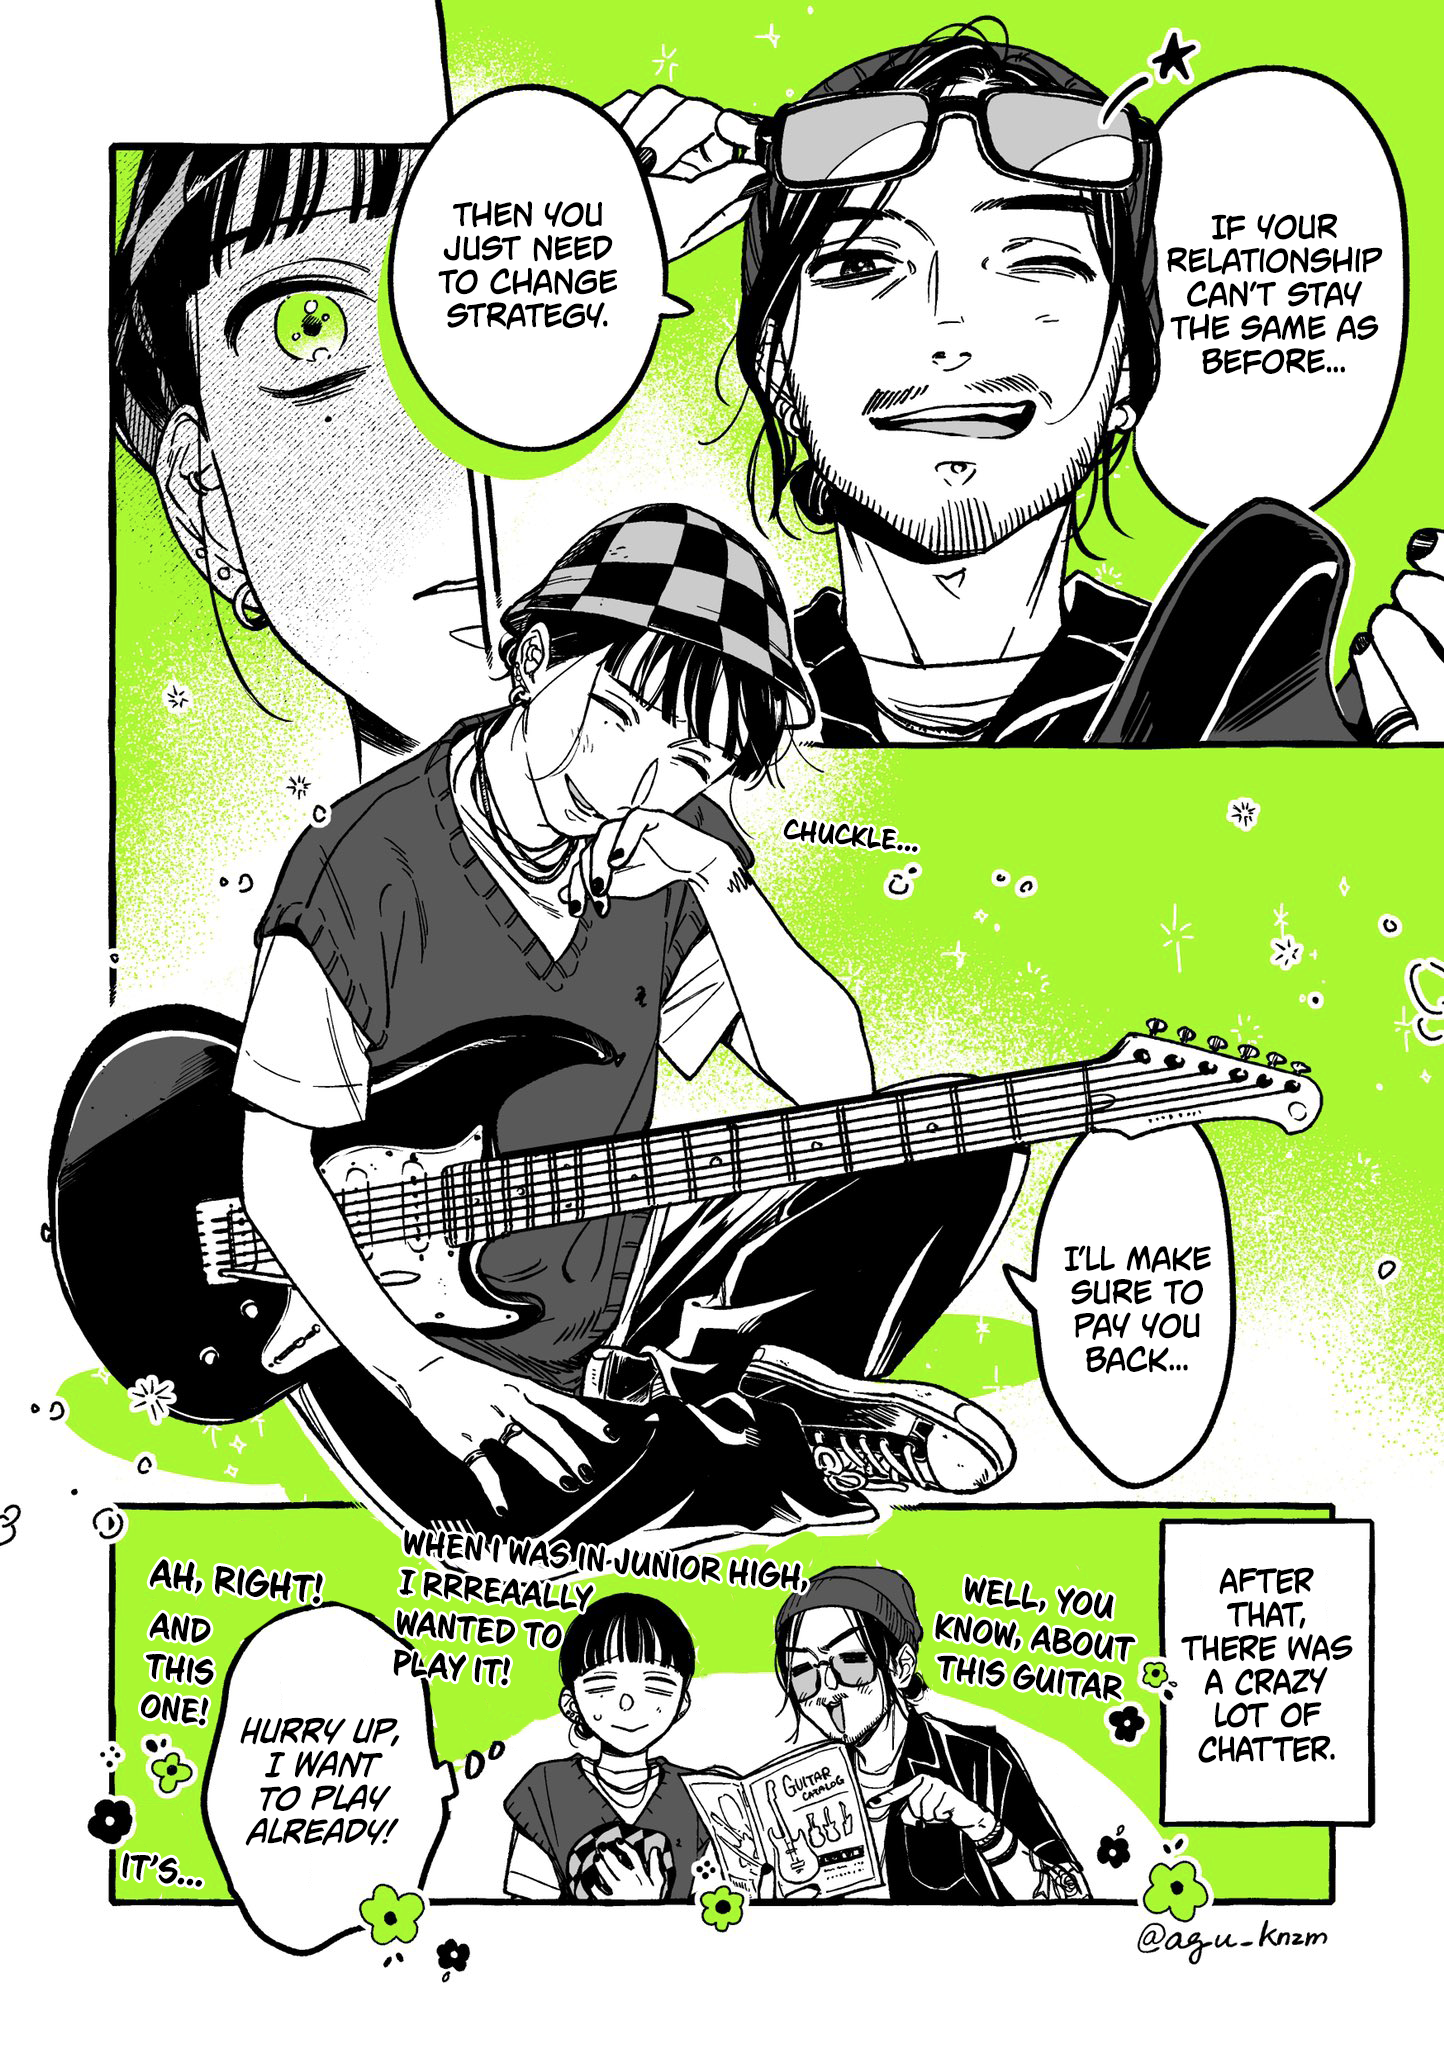 IF YOUR
RELATIONSHIP
CAN'T STAY
THE SAME AS
BEFORE...
THEN YOU
JUST NEED
TO CHANGE
STRATEGY.
CHUCKLE...
I'LL MAKE
SURE TO
PAY YOU
BACK...
AFTER
THAT,
THERE WAS
A CRAZY
LOT OF
CHATTER.
WELL, YOU
KNOW, ABOUT
THIS GUITAR
WHEN I WAS IN JUNIOR HIGH,
I RRREAAALLY
WANTED TO
PLAY IT!
GUITAR
CATALOG
HURRY UP,
I WANT
TO PLAY
ALREADY!
AH, RIGHT!
AND
THIS
ONE!
IT'S...
@agu_knzm